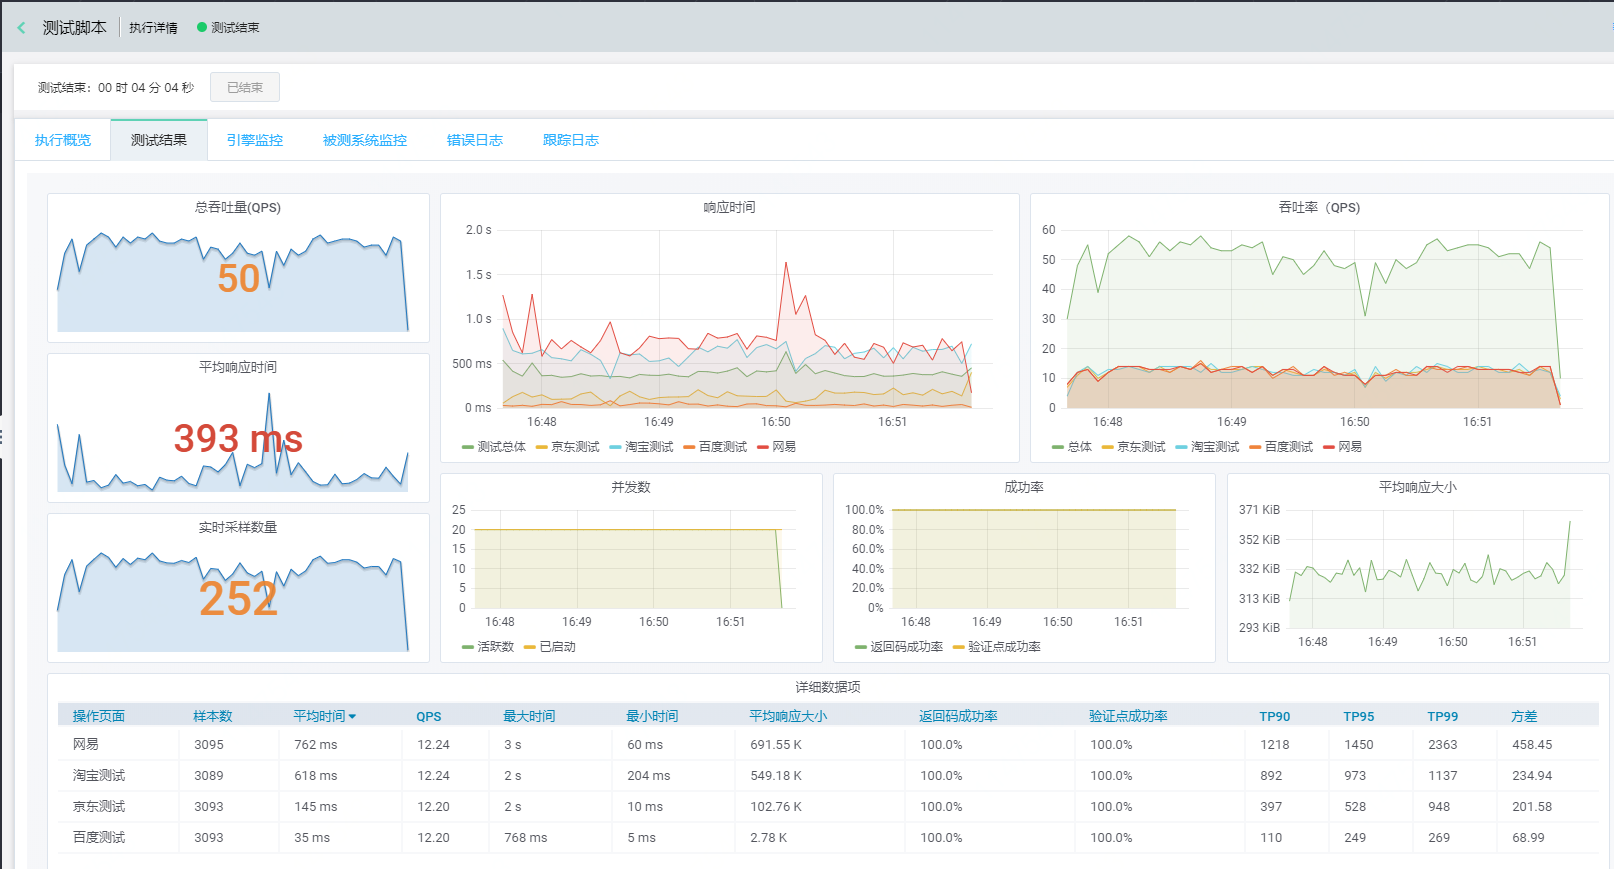 测试脚本 执行详情 测试结束
测试结束：00 时 04 分 04 秒 已结束
执行概览 测试结果 引擎监控 被测系统监控 错误日志 跟踪日志
总吞吐量(QPS)
50
平均响应时间
393 ms
实时采样数量
252
响应时间
2.0 s
1.5 s
1.0 s
500 ms
0 ms
16:48 16:49 16:50 16:51
测试总体 京东测试 淘宝测试 百度测试 网易
吞吐率（QPS)
60
50
40
30
20
10
0
16:48 16:49 16:50 16:51
总体 京东测试 淘宝测试 百度测试 网易
并发数
25
20
15
10
5
0
16:48 16:49 16:50 16:51
活跃数 已启动
成功率
100.0%
80.0%
60.0%
40.0%
20.0%
0%
16:48 16:49 16:50 16:51
返回码成功率 验证点成功率
平均响应大小
371 KiB
352 KiB
332 KiB
313 KiB
293 KiB
16:48 16:49 16:50 16:51
详细数据项
操作页面 样本数 平均时间 QPS 最大时间 最小时间 平均响应大小 返回码成功率 验证点成功率 TP90 TP95 TP99 方差
网易 3095 762 ms 12.24 3 s 60 ms 691.55 K 100.0% 100.0% 1218 1450 2363 458.45
淘宝测试 3089 618 ms 12.24 2 s 204 ms 549.18 K 100.0% 100.0% 892 973 1137 234.94
京东测试 3093 145 ms 12.20 2 s 10 ms 102.76 K 100.0% 100.0% 397 528 948 201.58
百度测试 3093 35 ms 12.20 768 ms 5 ms 2.78 K 100.0% 100.0% 110 249 269 68.99